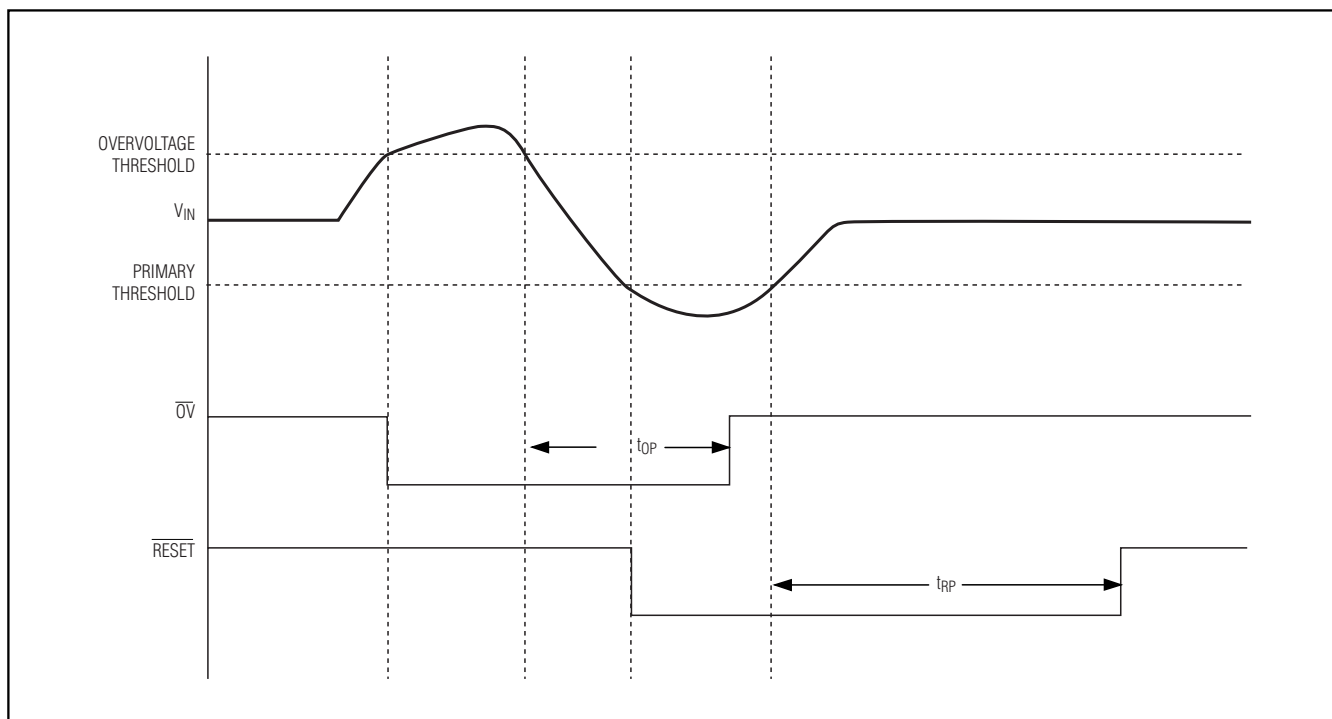 OVERVOLTAGE
THRESHOLD
VIN
PRIMARY
THRESHOLD
OV
tOP
RESET
tRP